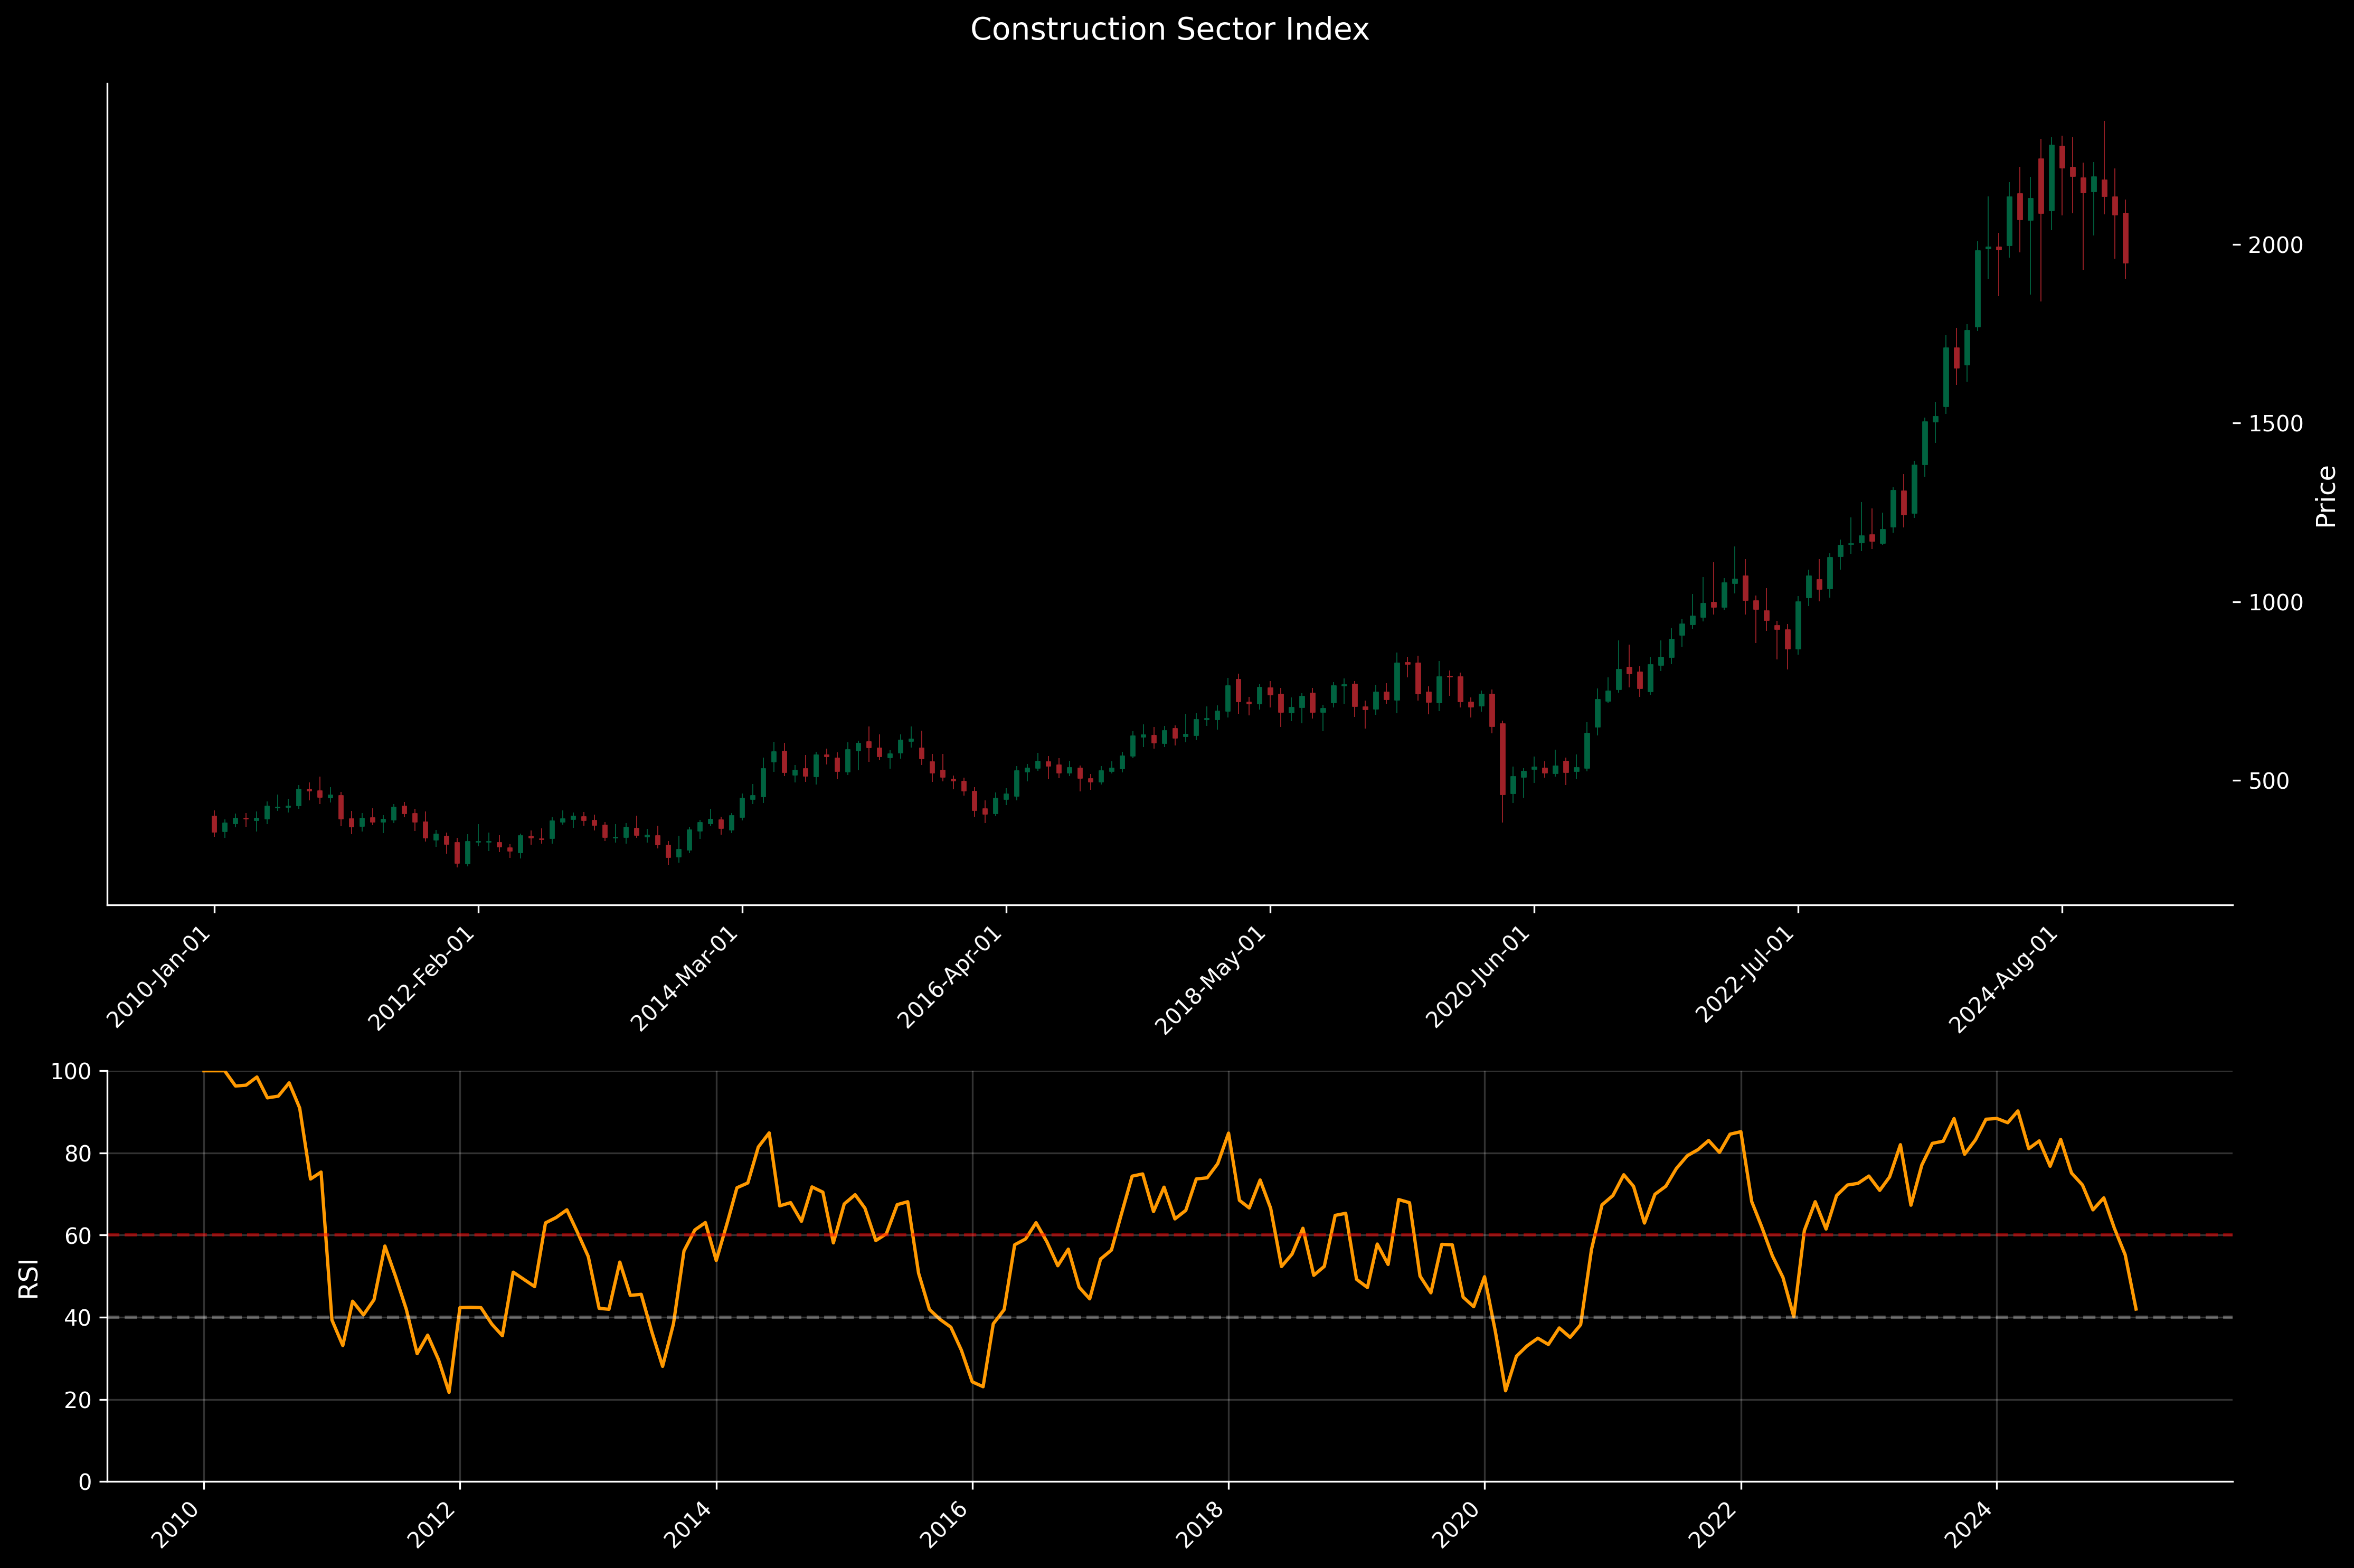 Construction Sector Index
2000
1500
1000
500
Price
2010-Jan-01
2012-Feb-01
2014-Mar-01
2016-Apr-01
2018-May-01
2020-Jun-01
2022-Jul-01
2024-Aug-01
100
80
60
40
20
0
RSI
2010
2012
2014
2016
2018
2020
2022
2024